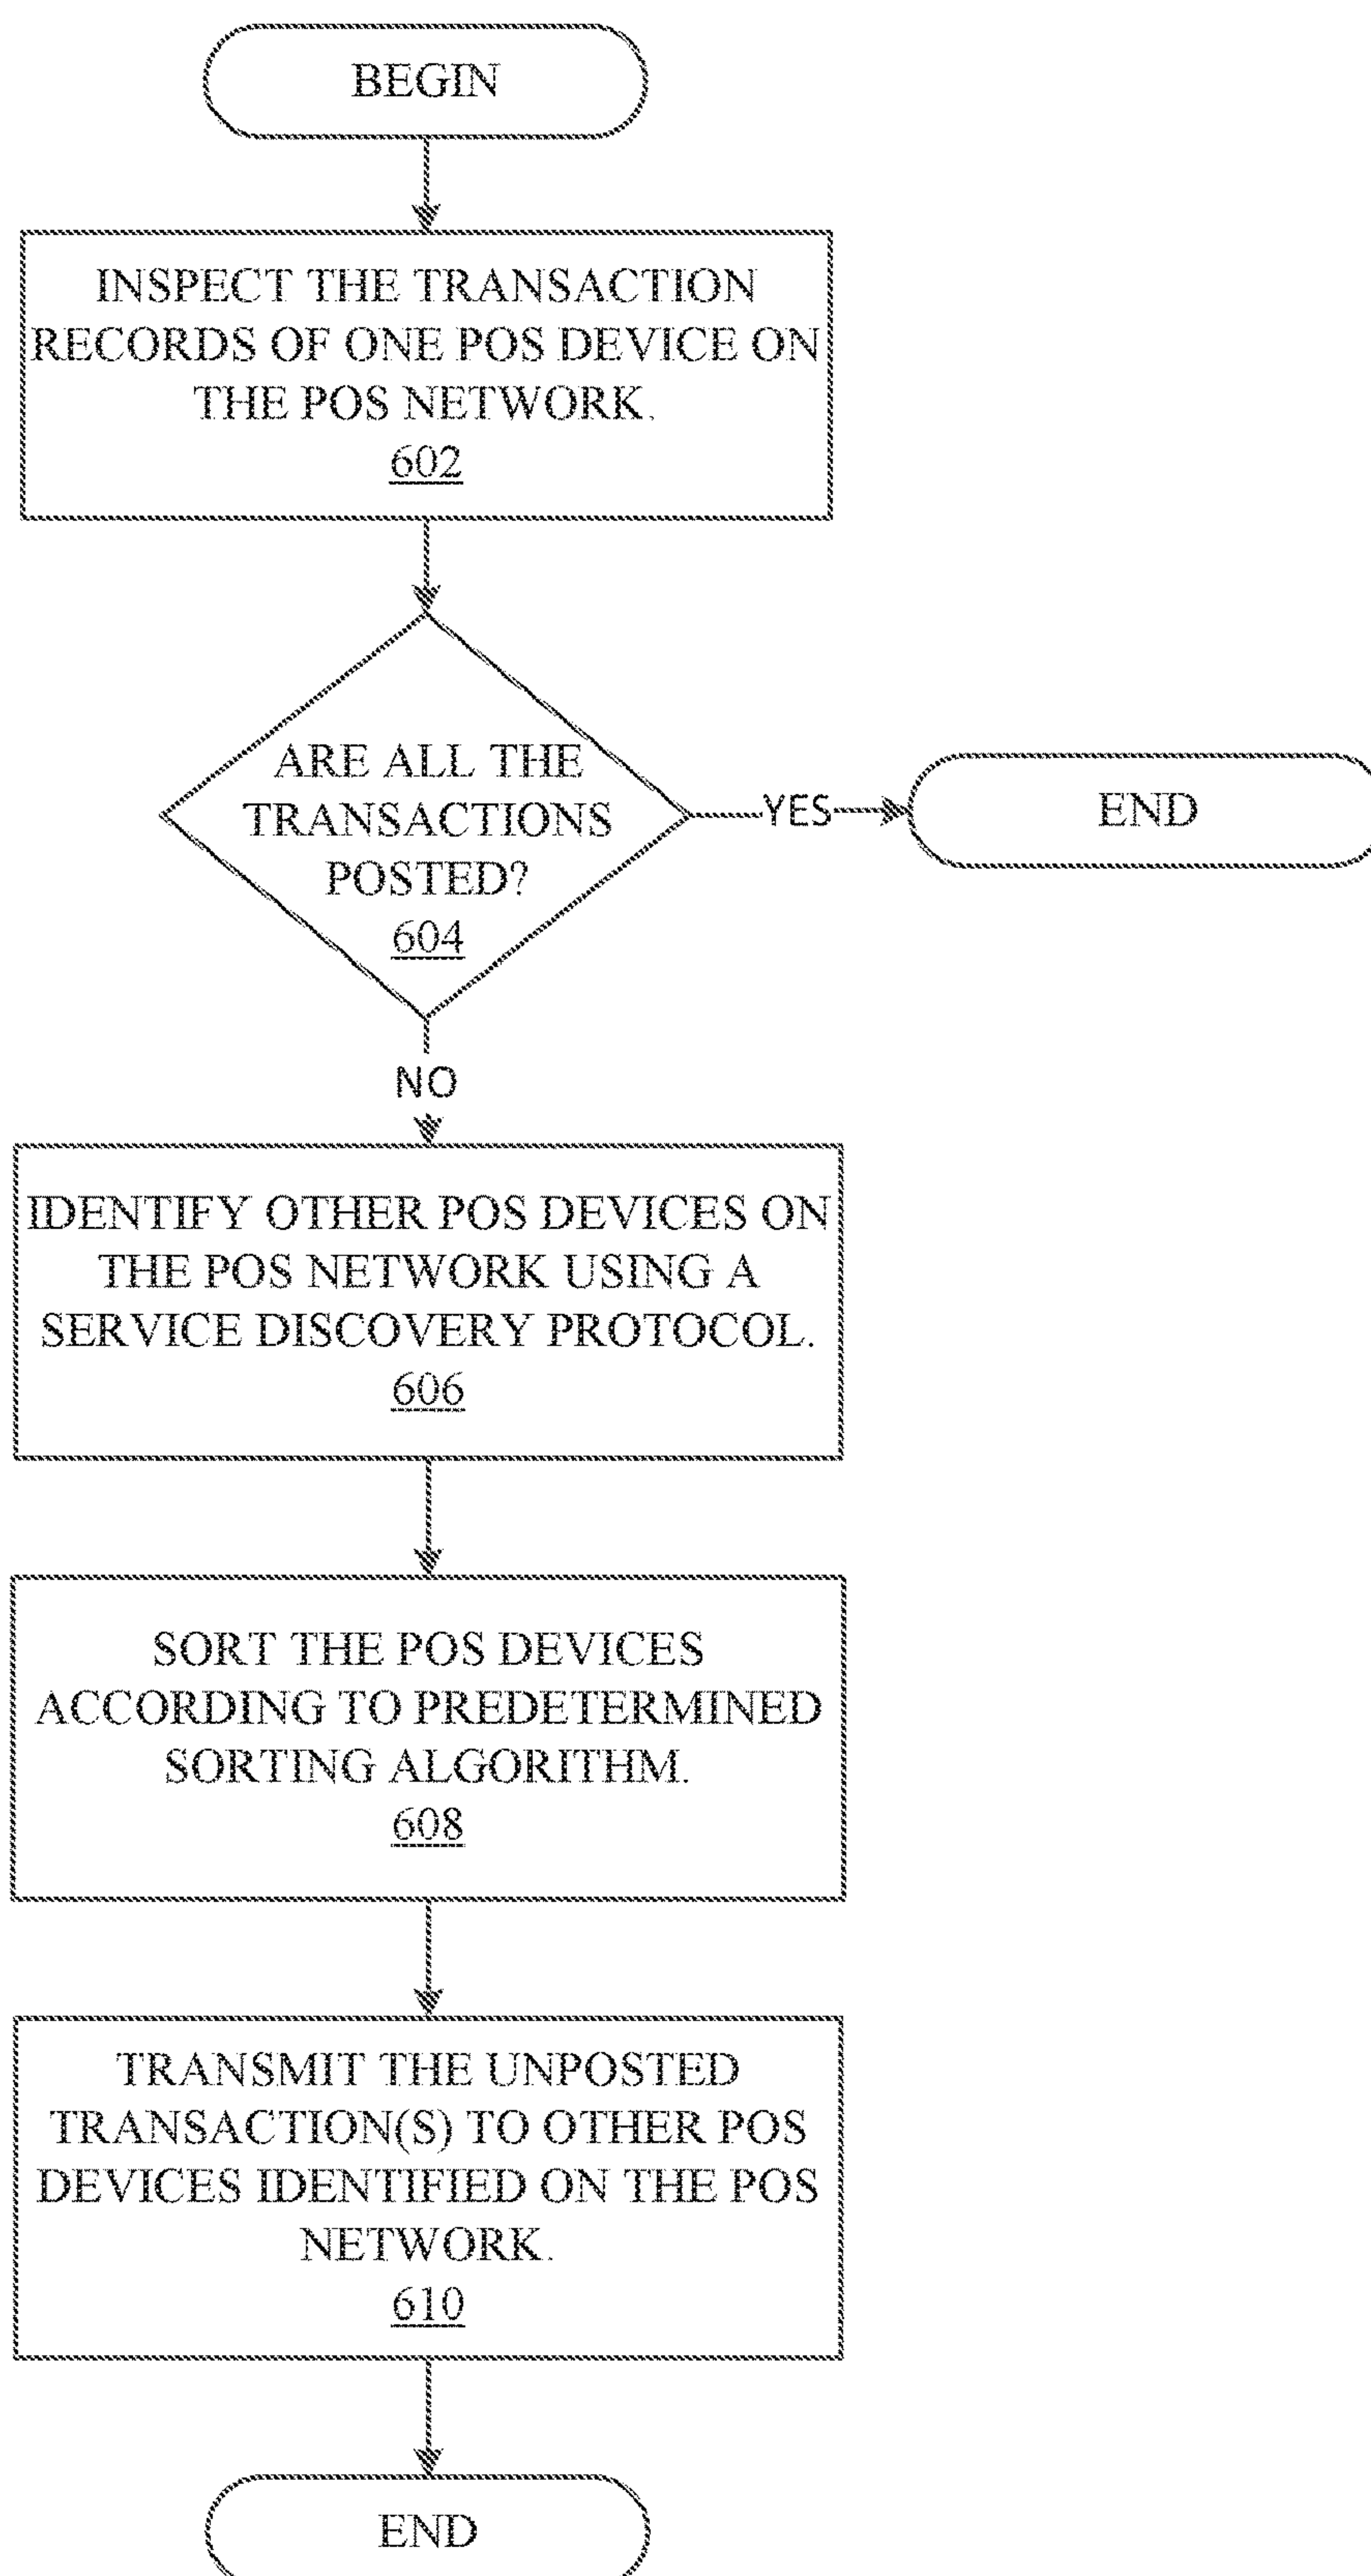 BEGIN
INSPECT THE TRANSACTION
RECORDS OF ONE POS DEVICE ON
THE POS NETWORK.
602
ARE ALL THE
TRANSACTIONS
POSTED?
604
YES
END
NO
IDENTIFY OTHER POS DEVICES ON
THE POS NETWORK USING A
SERVICE DISCOVERY PROTOCOL.
606
SORT THE POS DEVICES
ACCORDING TO PREDETERMINED
SORTING ALGORITHM.
608
TRANSMIT THE UNPOSTED
TRANSACTION(S) TO OTHER POS
DEVICES IDENTIFIED ON THE POS
NETWORK.
610
END